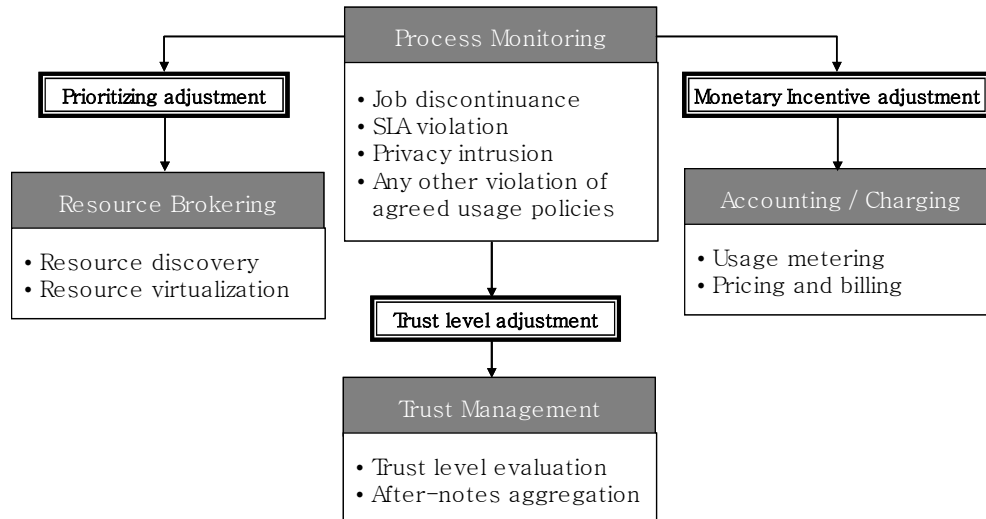 Process Monitoring
• Job discontinuance
• SLA violation
• Privacy intrusion
• Any other violation of
agreed usage policies
Prioritizing adjustment
Resource Brokering
• Resource discovery
• Resource virtualization
Monetary Incentive adjustment
Accounting / Charging
• Usage metering
• Pricing and billing
Trust level adjustment
Trust Management
• Trust level evaluation
• After-notes aggregation